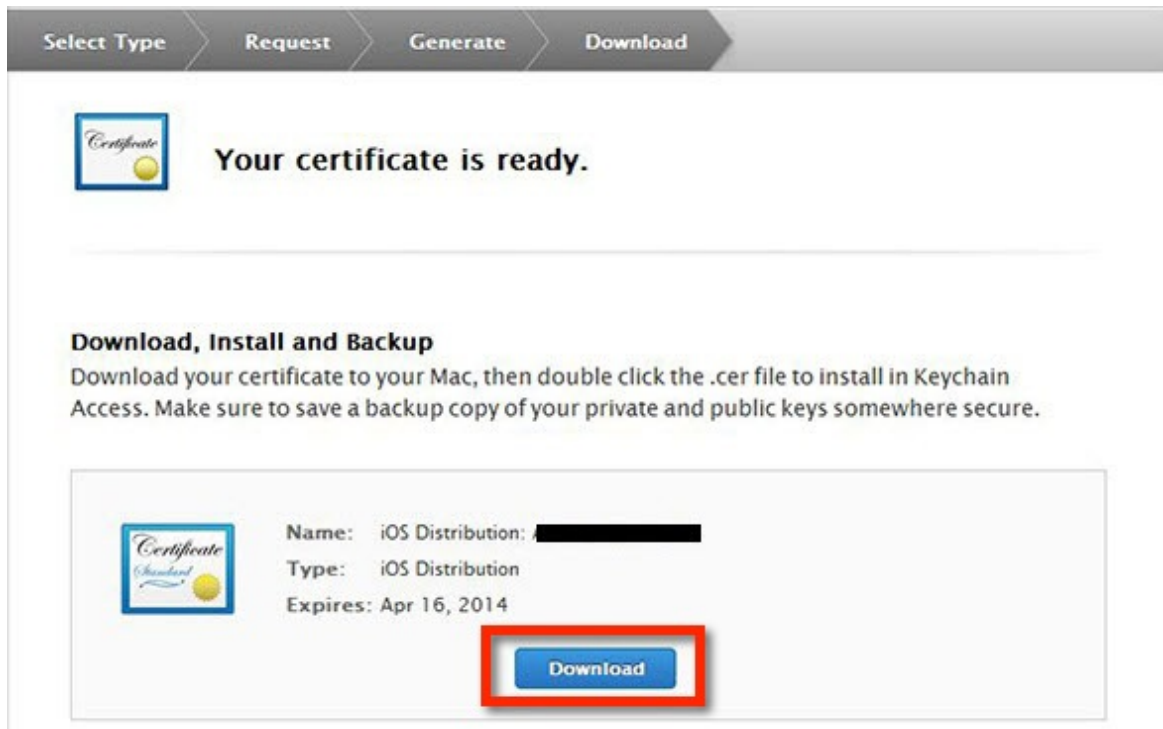 Select Type
Request
Generate
Download
Certificate
Your certificate is ready.
Download, Install and Backup
Download your certificate to your Mac, then double click the .cer file to install in Keychain
Access. Make sure to save a backup copy of your private and public keys somewhere secure.
Certificate
Standard
Name: iOS Distribution:
Type: iOS Distribution
Expires: Apr 16, 2014
Download